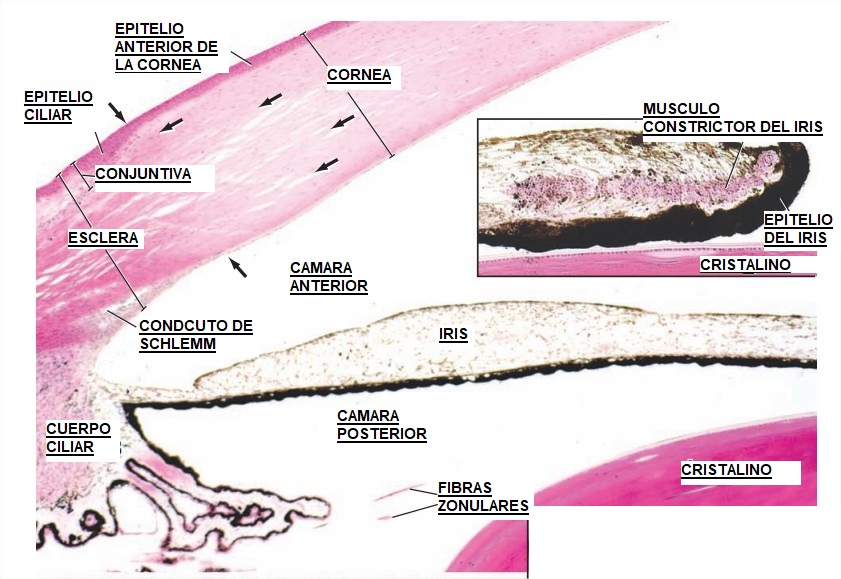 EPITELIO
ANTERIOR DE
LA CORNEA
CORNEA
EPITELIO
CILIAR
CONJUNTIVA
ESCLERA
MUSCULO
CONSTRICTOR DEL IRIS
EPITELIO
DEL IRIS
CRISTALINO
CAMARA
ANTERIOR
CONDCUTO DE
SCHLEMM
IRIS
CUERPO
CILIAR
CAMARA
POSTERIOR
CRISTALINO
FIBRAS
ZONULARES